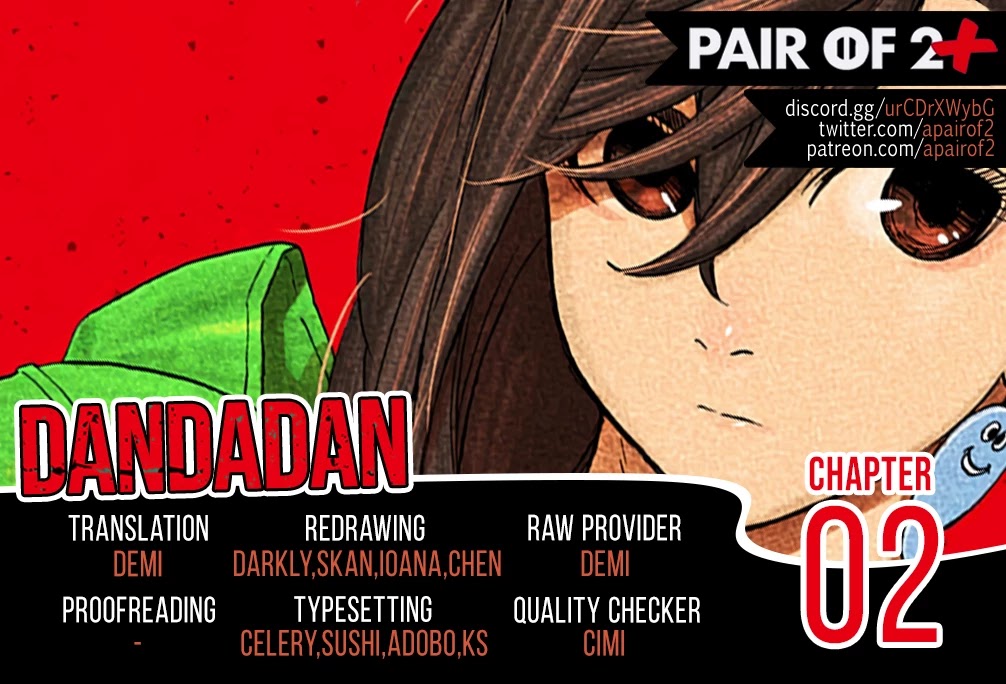 PAIR OF 2+
discord.gg/urCDrXWybG
twitter.com/apairof2
patreon.com/apairof2
DANDADAN
CHAPTER
02
TRANSLATION
DEMI
REDRAWING
DARKLY,SKAN,IOANA,CHEN
RAW PROVIDER
DEMI
PROOFREADING
-
TYPESETTING
CELERY,SUSHI,ADOBO,KS
QUALITY CHECKER
CIMI